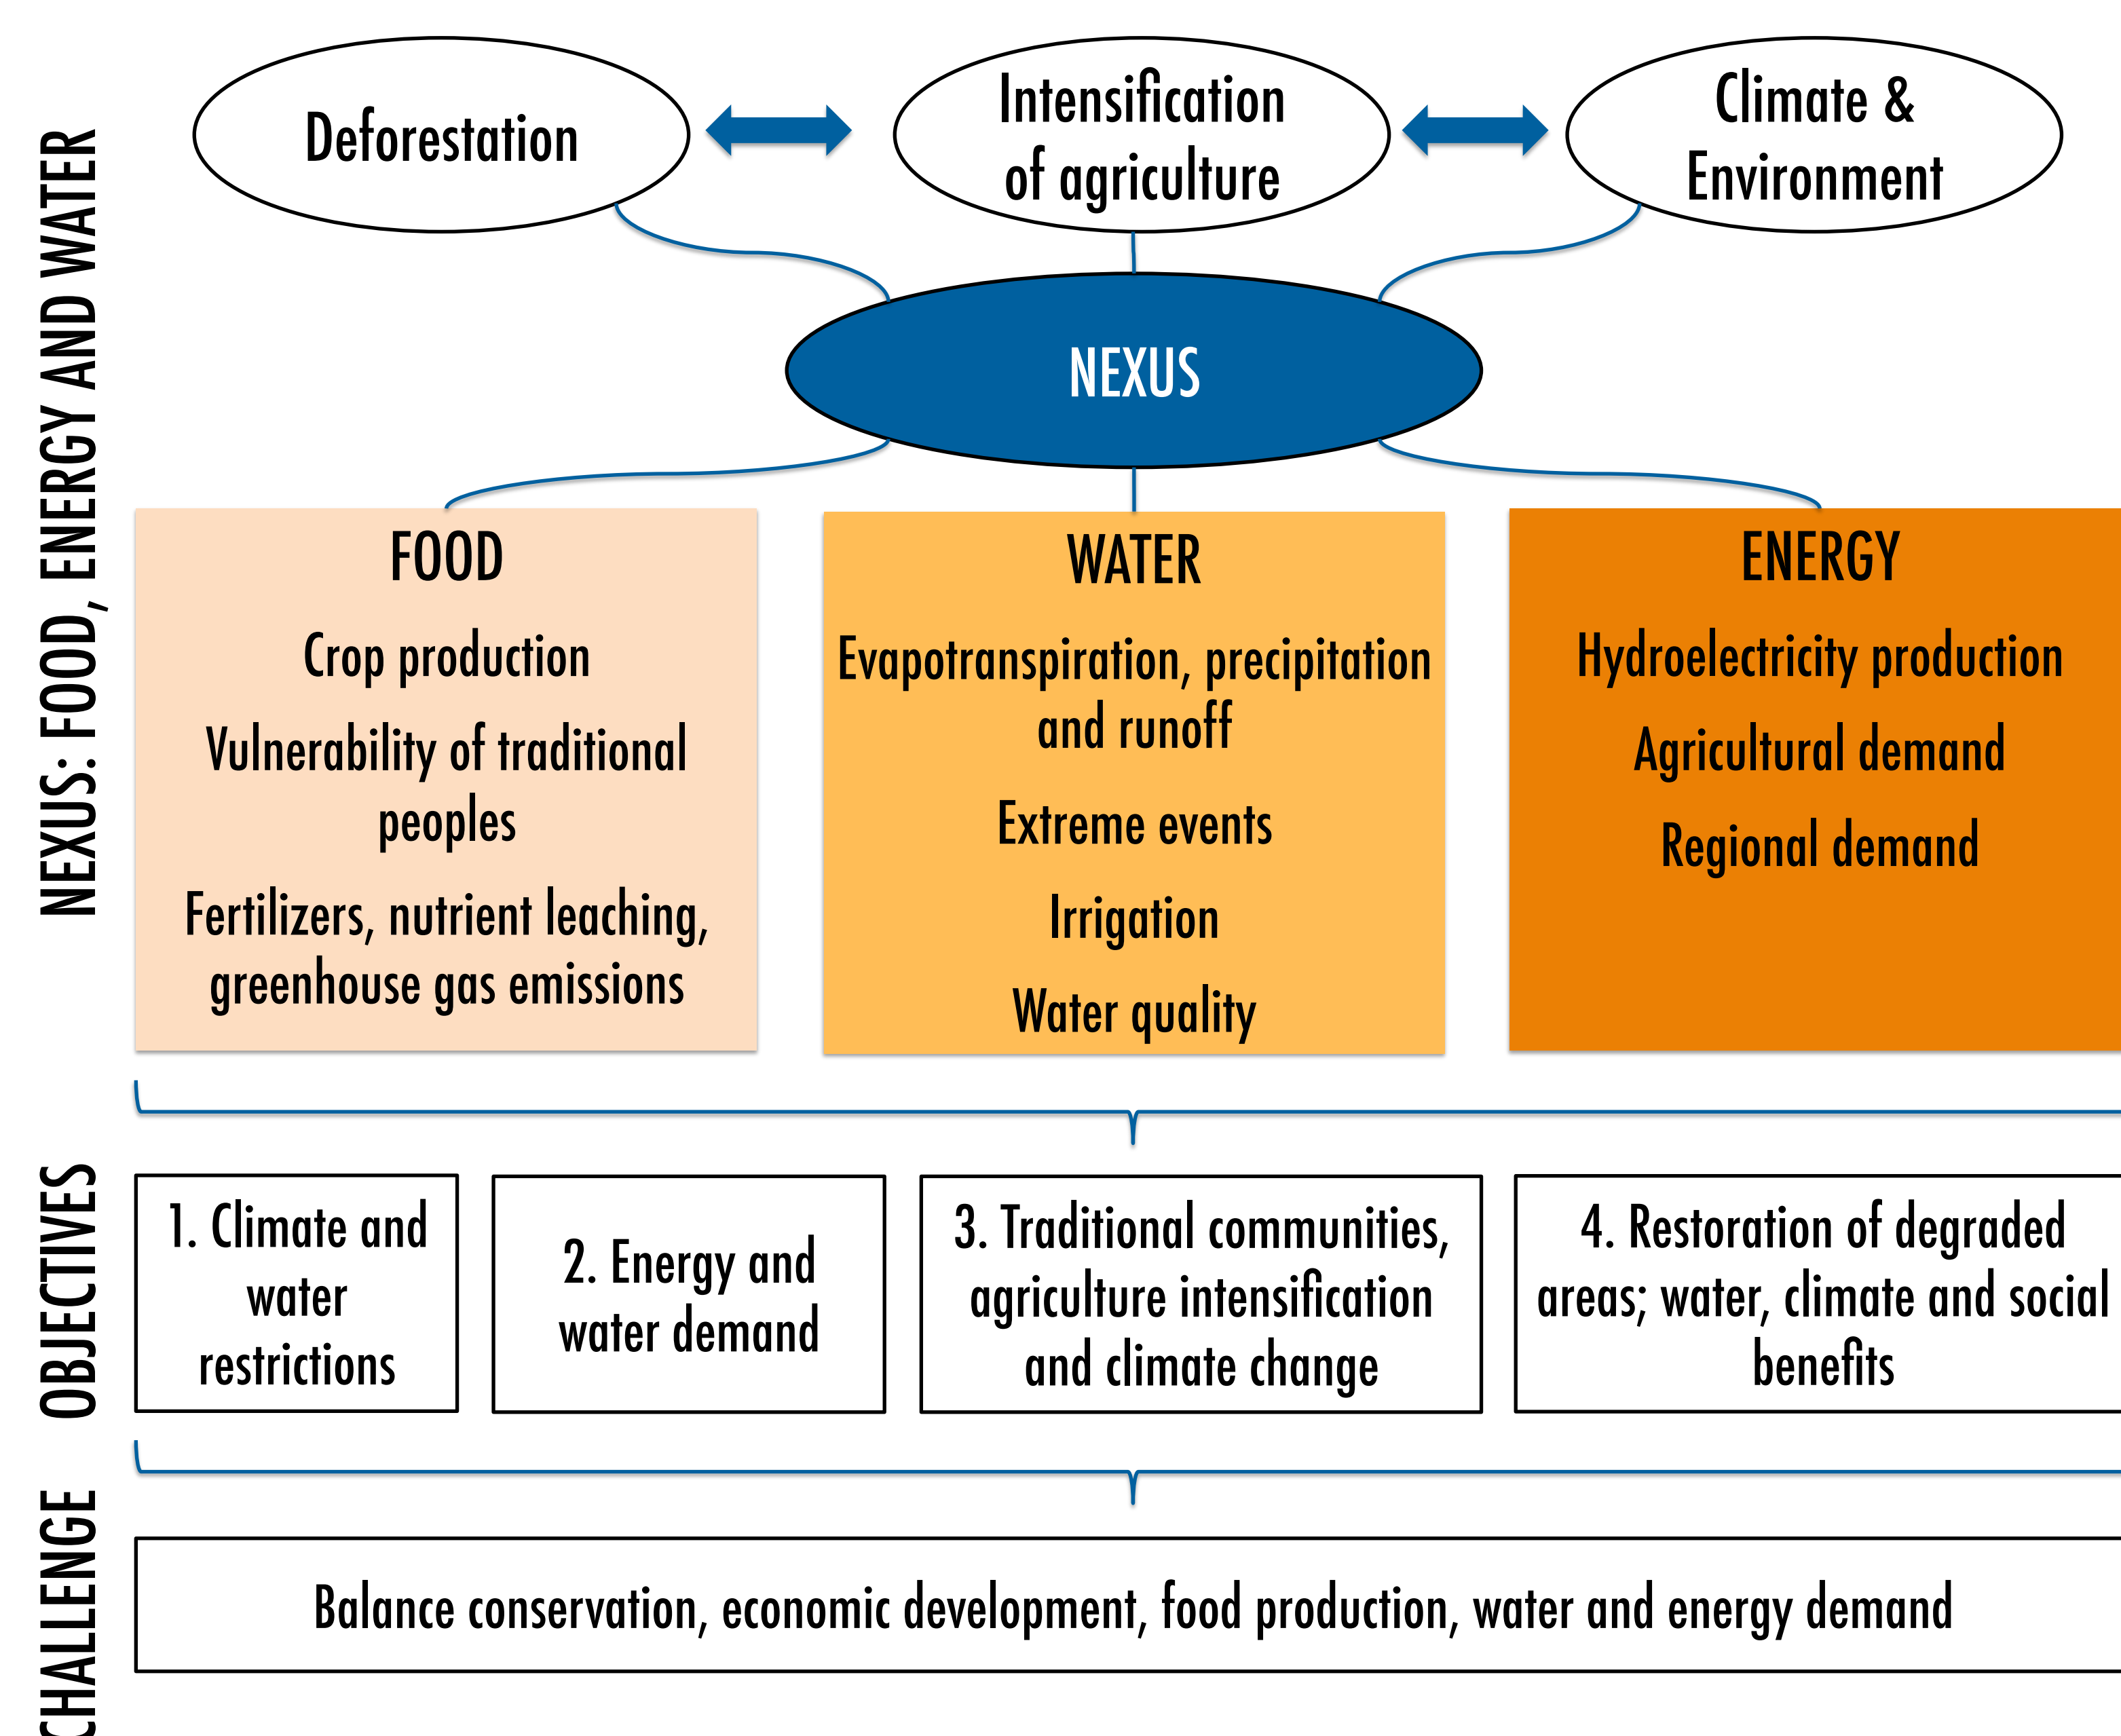 NEXUS: FOOD, ENERGY AND WATER
Deforestation
Intensification
of agriculture
Climate &
Environment
NEXUS
FOOD
Crop production
Vulnerability of traditional
peoples
Fertilizers, nutrient leaching,
greenhouse gas emissions
WATER
Evapotranspiration, precipitation
and runoff
Extreme events
Irrigation
Water quality
ENERGY
Hydroelectricity production
Agricultural demand
Regional demand
OBJECTIVES
1. Climate and
water
restrictions
2. Energy and
water demand
3. Traditional communities,
agriculture intensification
and climate change
4. Restoration of degraded
areas; water, climate and social
benefits
CHALLENGE
Balance conservation, economic development, food production, water and energy demand